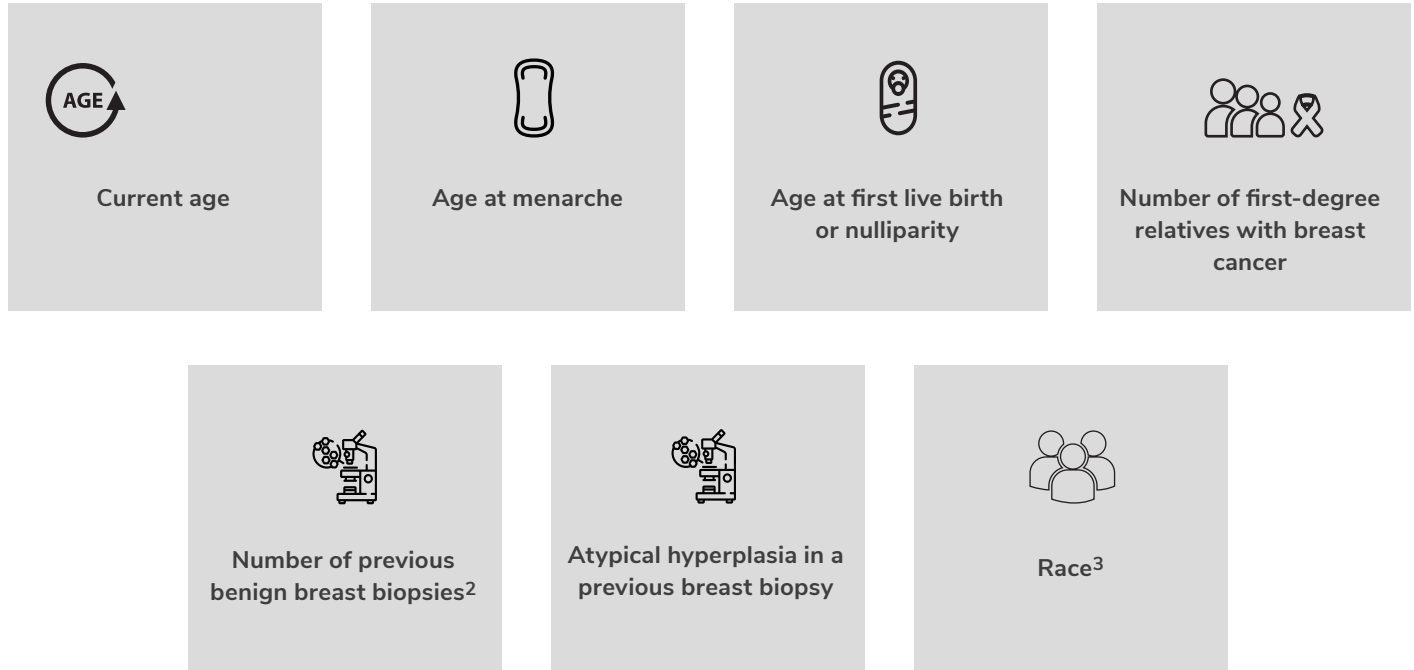 AGE
Current age
Age at menarche
Age at first live birth
or nulliparity
Number of first-degree
relatives with breast
cancer
Number of previous
benign breast biopsies2
Atypical hyperplasia in a
previous breast biopsy
Race3